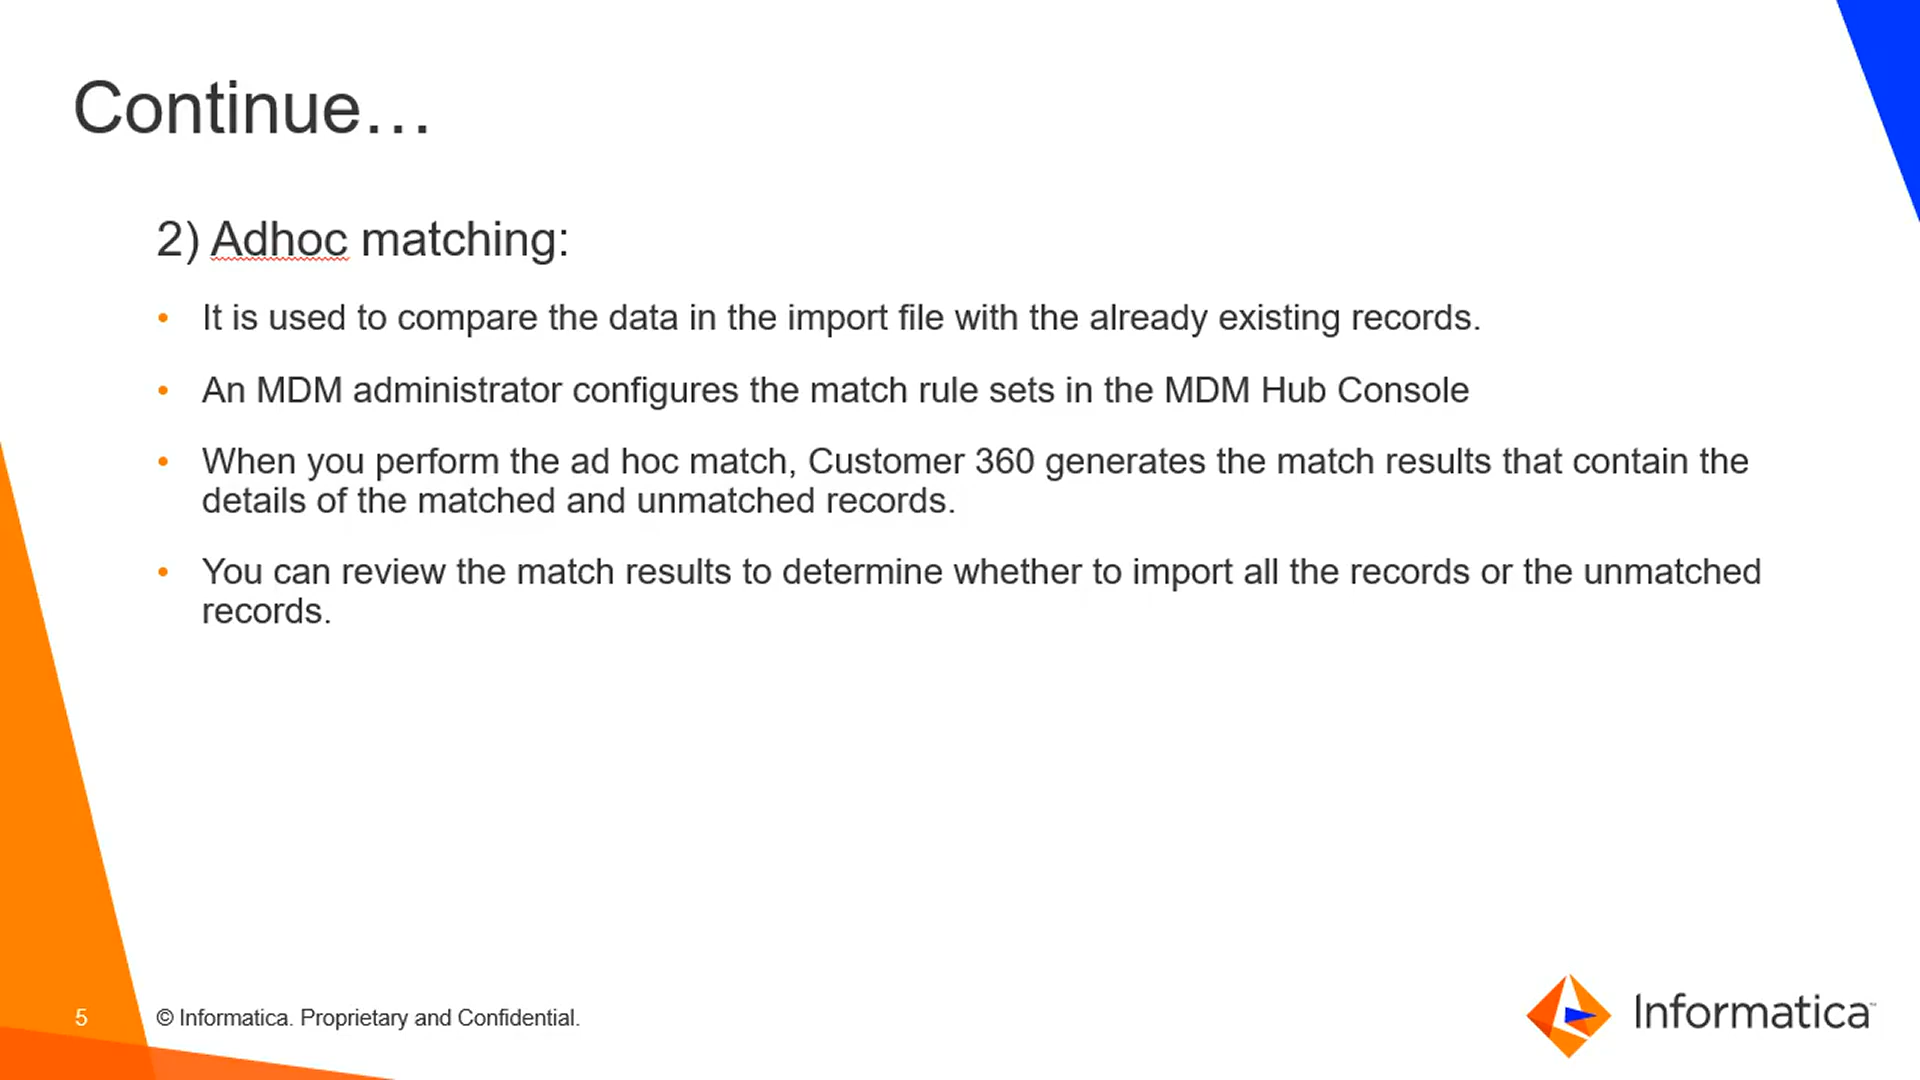 Continue…
2) Adhoc matching:
• It is used to compare the data in the import file with the already existing records.
• An MDM administrator configures the match rule sets in the MDM Hub Console
• When you perform the ad hoc match, Customer 360 generates the match results that contain the
details of the matched and unmatched records.
• You can review the match results to determine whether to import all the records or the unmatched
records.
5
© Informatica. Proprietary and Confidential.
Informatica™